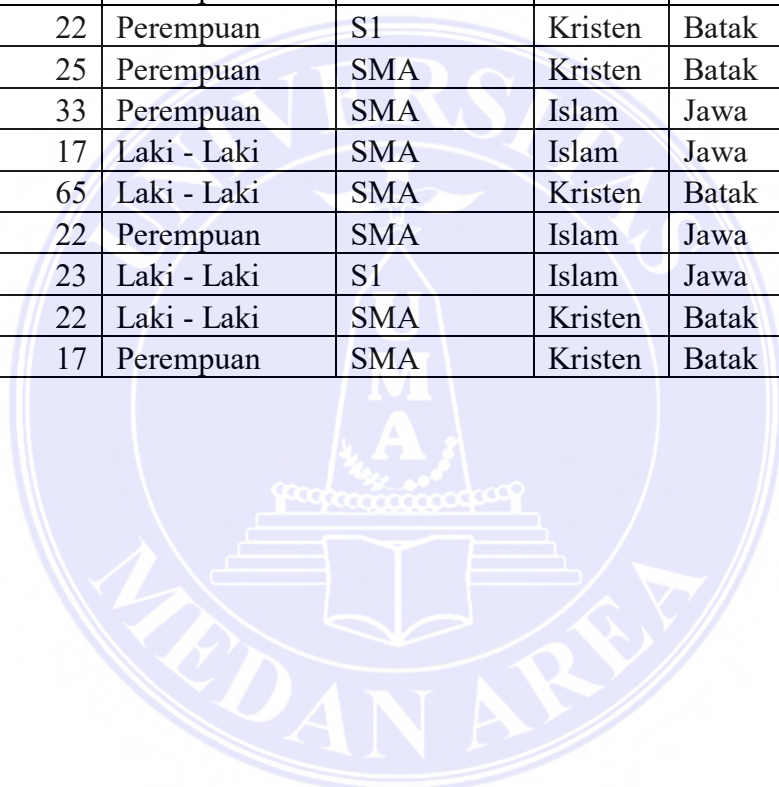 22 Perempuan S1 Kristen Batak
25 Perempuan SMA Kristen Batak
33 Perempuan SMA Islam Jawa
17 Laki - Laki SMA Islam Jawa
65 Laki - Laki SMA Kristen Batak
22 Perempuan SMA Islam Jawa
23 Laki - Laki S1 Islam Jawa
22 Laki - Laki SMA Kristen Batak
17 Perempuan SMA Kristen Batak
UNIVERSITAS
UMA
MEDAN AREA